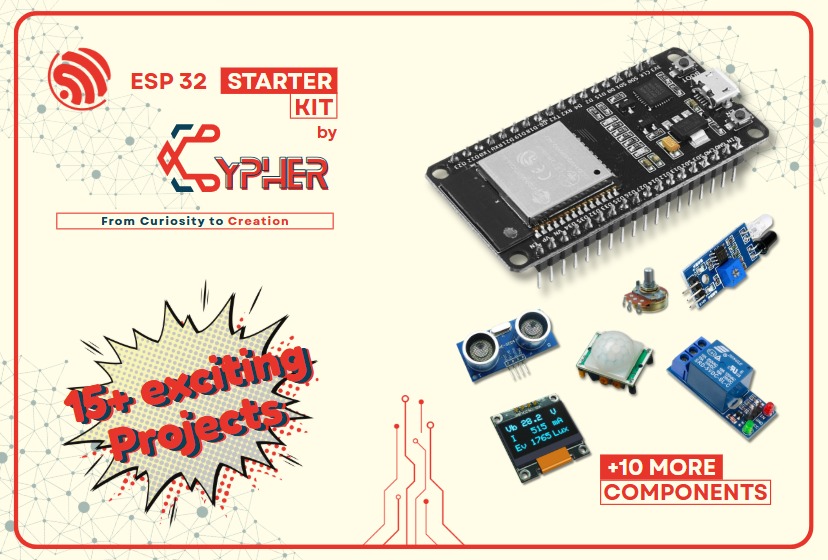 ESP 32 STARTER
KIT
by
CYPHER
From Curiosity to Creation
15+ exciting
Projects
Vb 28.2 V
I 515 mA
Ev 1765 Lux
+10 MORE
COMPONENTS